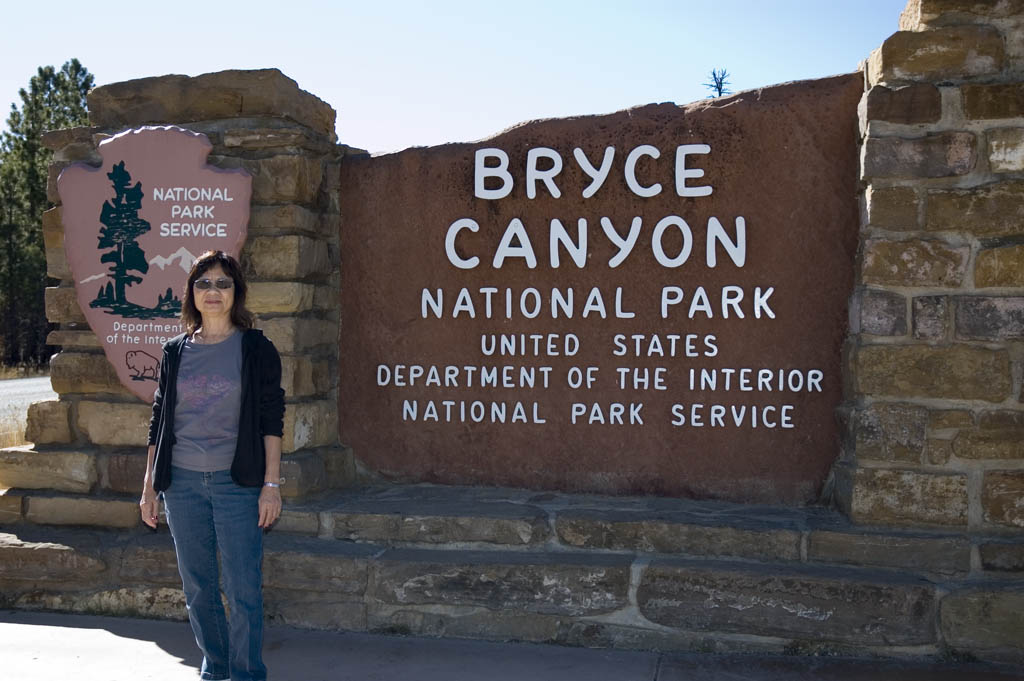 NATIONAL
PARK
SERVICE
Department
of the
BRYCE
CANYON
NATIONAL PARK
UNITED STATES
DEPARTMENT OF THE INTERIOR
NATIONAL PARK SERVICE